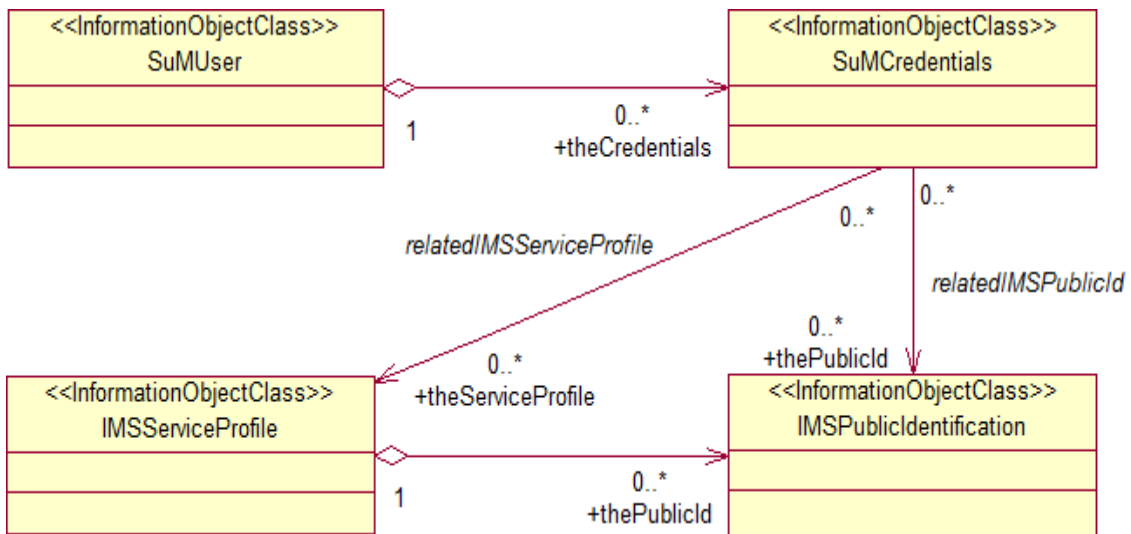 <<InformationObjectClass>>
SuMUser
<<InformationObjectClass>>
SuMCredentials
1
0..*
+theCredentials
0..*
0..*
relatedIMSServiceProfile
relatedIMSPublicId
0..*
+thePublicId
0..*
+theServiceProfile
<<InformationObjectClass>>
IMSServiceProfile
<<InformationObjectClass>>
IMSPublicIdentification
1
0..*
+thePublicId